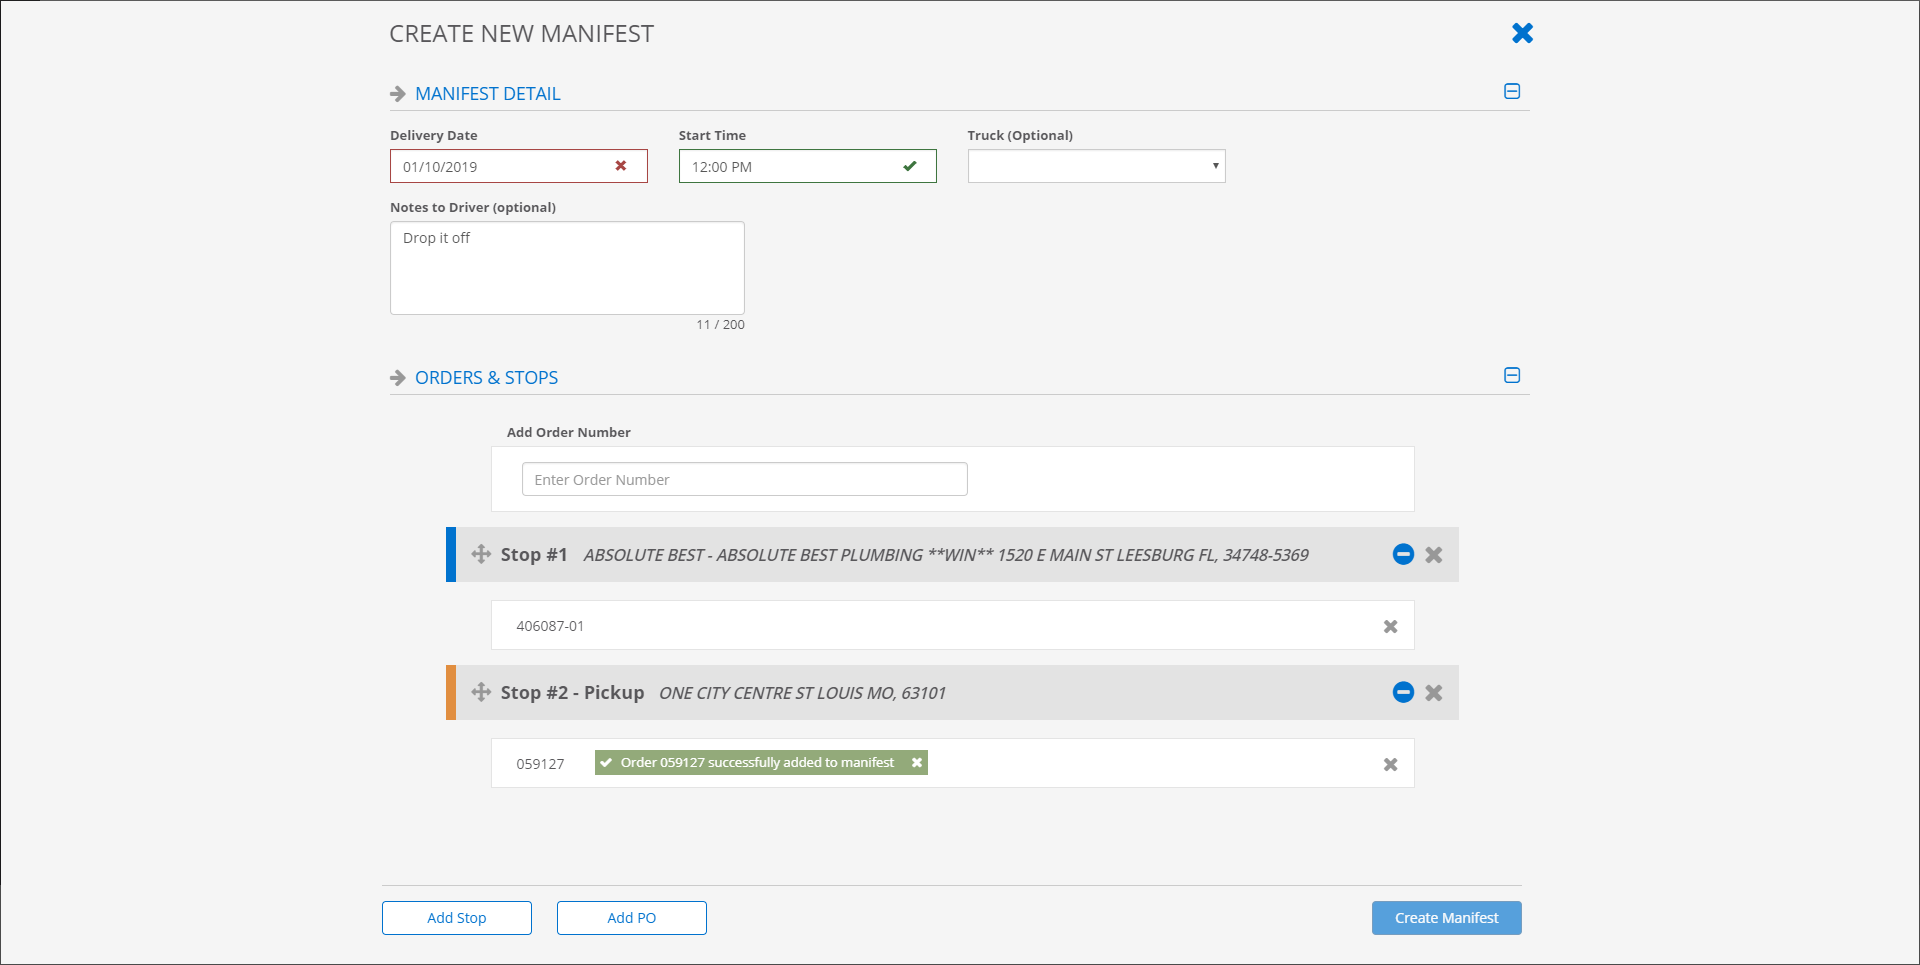 CREATE NEW MANIFEST
MANIFEST DETAIL
Delivery Date
Start Time
Truck (Optional)
01/10/2019
12:00 PM
Notes to Driver (optional)
Drop it off
11 / 200
ORDERS & STOPS
Add Order Number
Enter Order Number
Stop #1 ABSOLUTE BEST - ABSOLUTE BEST PLUMBING **WIN** 1520 E MAIN ST LEESBURG FL, 34748-5369
406087-01
Stop #2 - Pickup ONE CITY CENTRE ST LOUIS MO, 63101
059127 Order 059127 successfully added to manifest
Add Stop
Add PO
Create Manifest